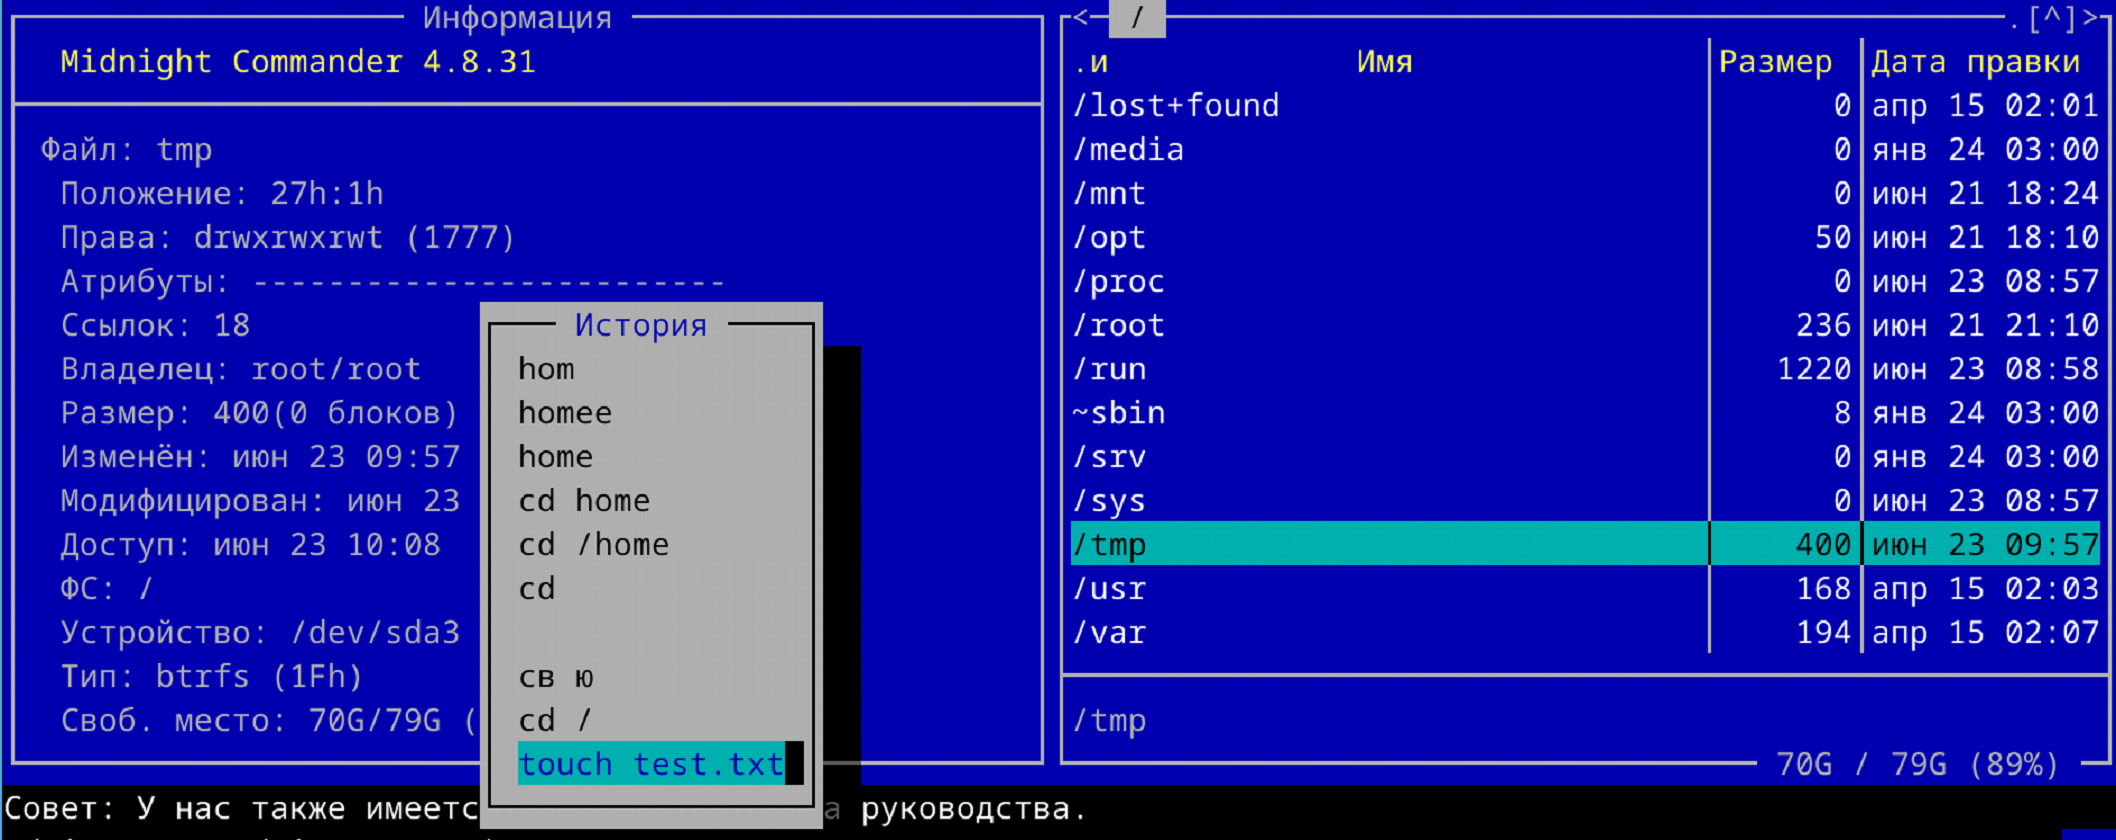 Информация
Midnight Commander 4.8.31
Файл: tmp
Положение: 27h:1h
Права: drwxrwxrwt (1777)
Атрибуты: -------------------------
Ссылок: 18
Владелец: root/root
Размер: 400(0 блоков)
Изменён: июн 23 09:57
Модифицирован: июн 23
Доступ: июн 23 10:08
ФС: /
Устройство: /dev/sda3
Тип: btrfs (1Fh)
Своб. место: 70G/79G (
История
hom
homee
home
cd home
cd /home
cd
св ю
cd /
touch test.txt
<- / .[^]>
.и Имя Размер Дата правки
/lost+found 0 апр 15 02:01
/media 0 янв 24 03:00
/mnt 0 июн 21 18:24
/opt 50 июн 21 18:10
/proc 0 июн 23 08:57
/root 236 июн 21 21:10
/run 1220 июн 23 08:58
~sbin 8 янв 24 03:00
/srv 0 янв 24 03:00
/sys 0 июн 23 08:57
/tmp 400 июн 23 09:57
/usr 168 апр 15 02:03
/var 194 апр 15 02:07
/tmp
70G / 79G (89%)
Совет: У нас также имеетс а руководства.